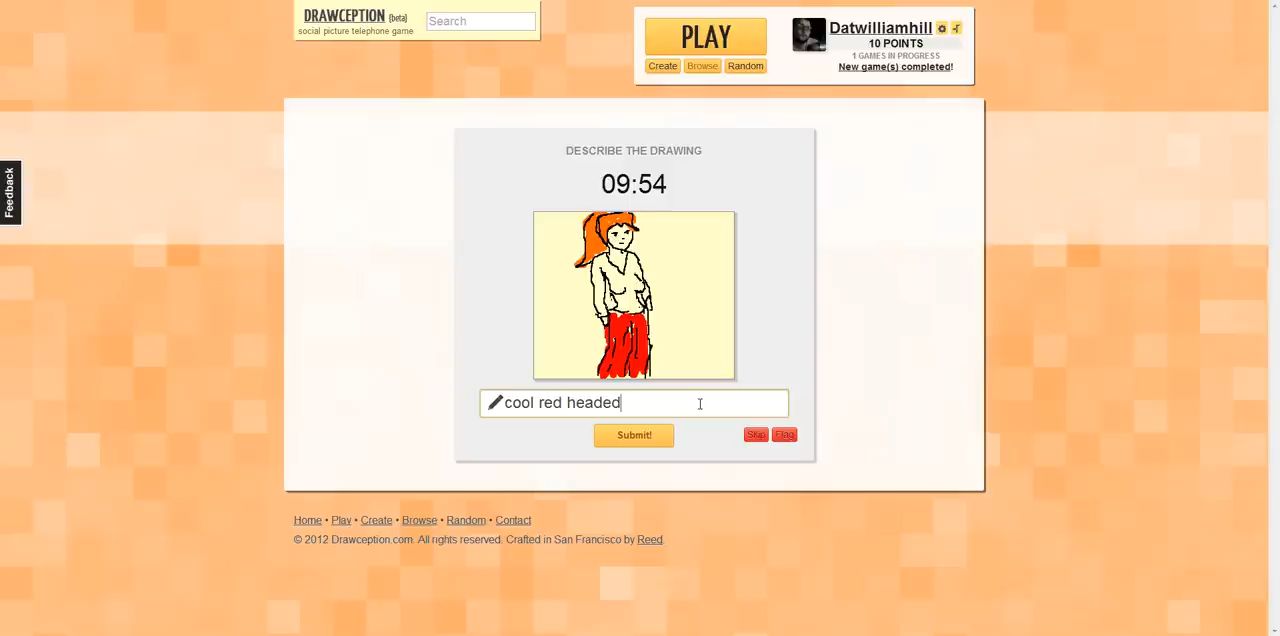 DRAWCEPTION {beta}
social picture telephone game
Search
PLAY
Create Browse Random
Datwilliamhill
10 POINTS
1 GAMES IN PROGRESS
New game(s) completed!
Feedback
DESCRIBE THE DRAWING
09:54
cool red headed
Submit!
Skip Flag
Home • Play • Create • Browse • Random • Contact
© 2012 Drawception.com. All rights reserved. Crafted in San Francisco by Reed.